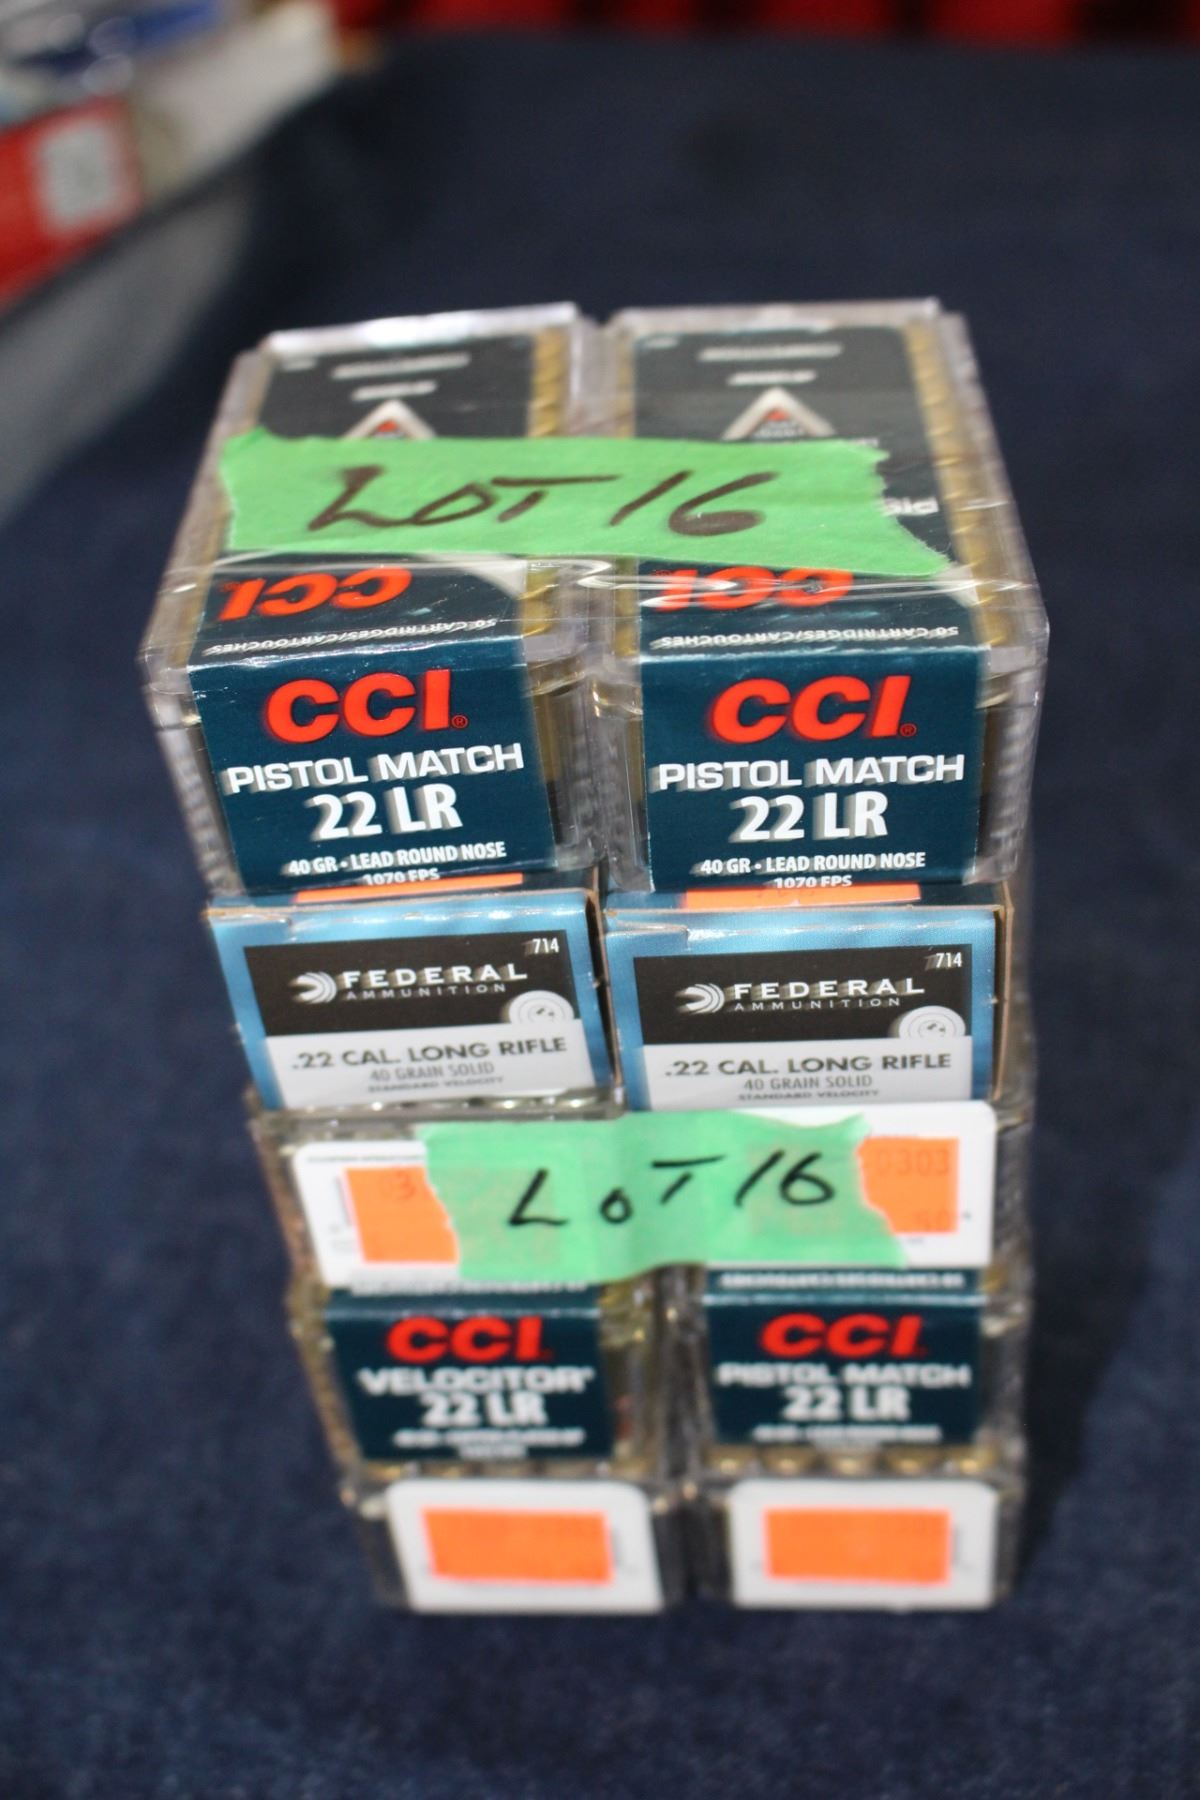 LOT 16
CCI
CCI
50 CARTRIDGES/CARTOUCHES
50 CARTRIDGES/CARTOUCHES
CCI®
PISTOL MATCH
22 LR
40 GR • LEAD ROUND NOSE
1070 FPS
CCI®
PISTOL MATCH
22 LR
40 GR • LEAD ROUND NOSE
1070 FPS
714
FEDERAL
AMMUNITION
.22 CAL. LONG RIFLE
40 GRAIN SOLID
STANDARD VELOCITY
714
FEDERAL
AMMUNITION
.22 CAL. LONG RIFLE
40 GRAIN SOLID
STANDARD VELOCITY
LOT 16
0303
CCI
VELOCITOR
22 LR
CCI
PISTOL MATCH
22 LR